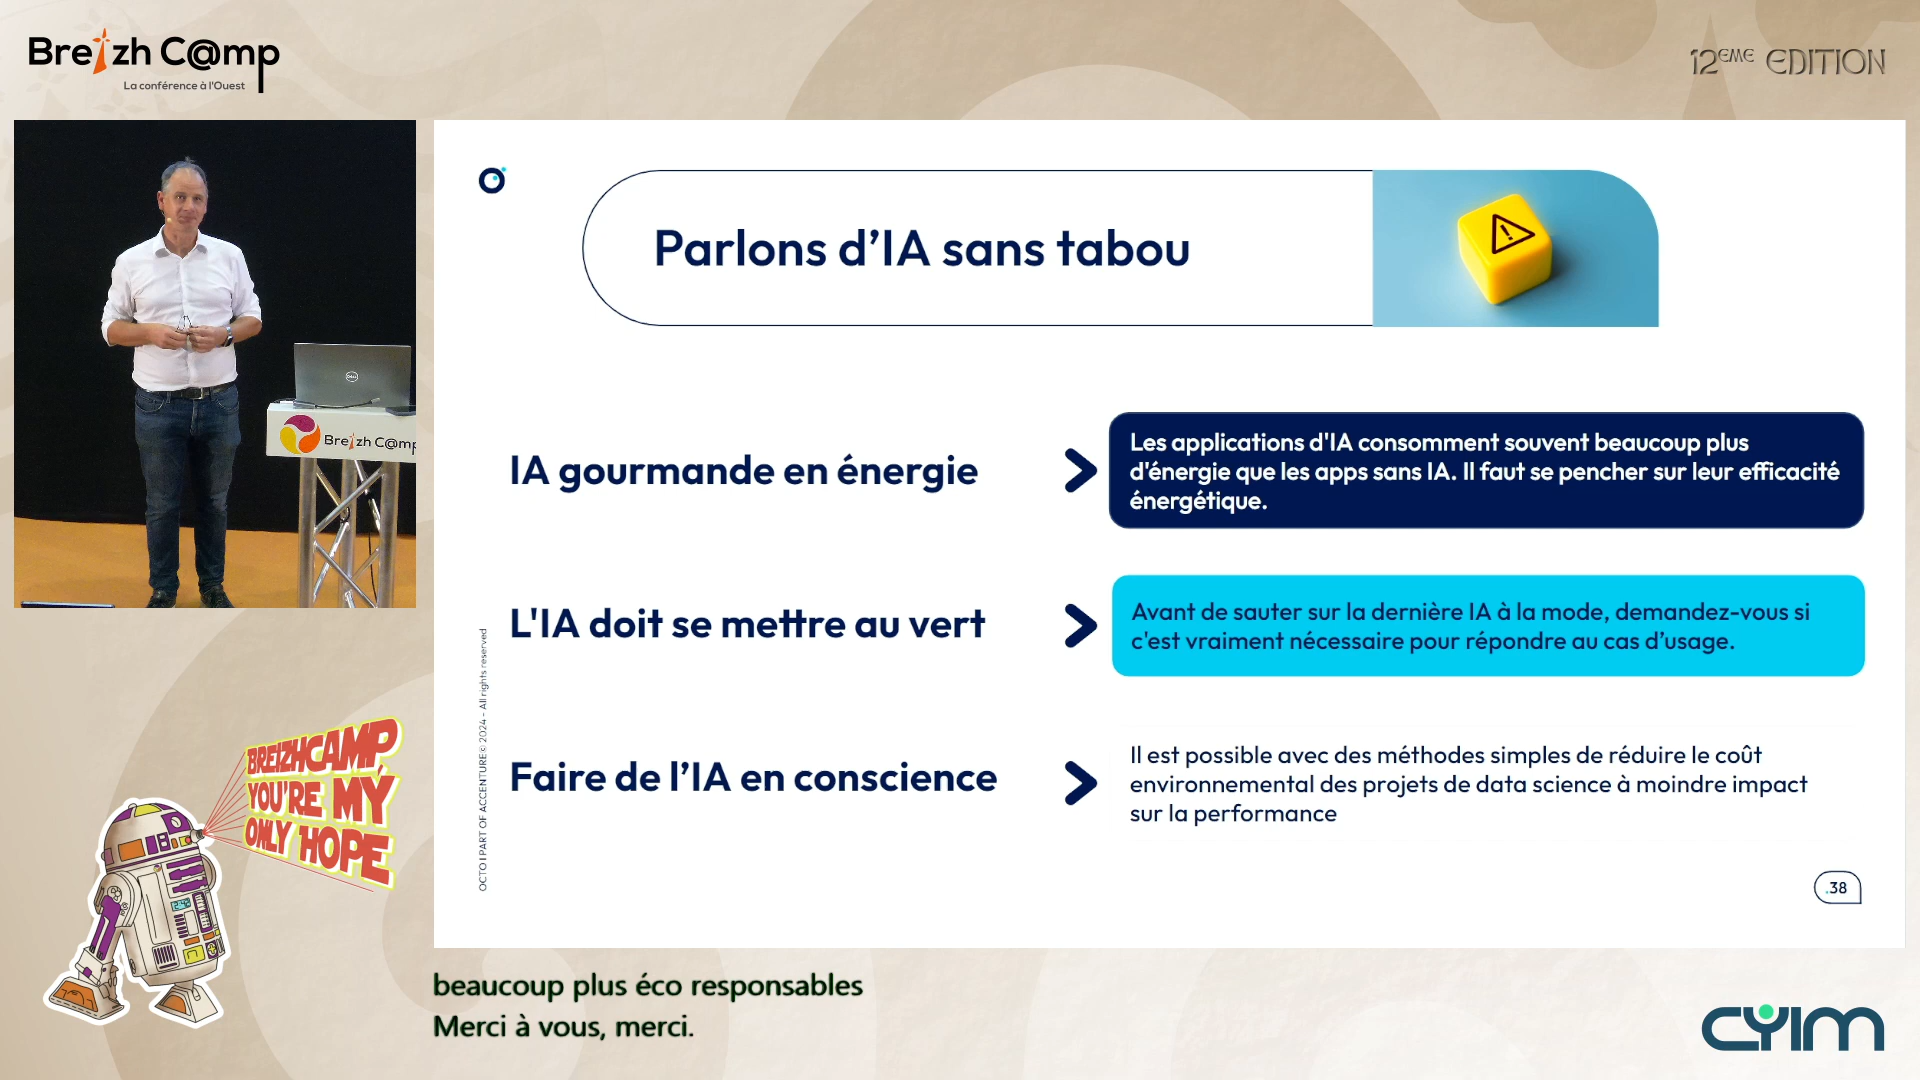 Breizh C@mp
La conférence à l'Ouest
12EME EDITION
Parlons d’IA sans tabou
IA gourmande en énergie
Les applications d'IA consomment souvent beaucoup plus
d'énergie que les apps sans IA. Il faut se pencher sur leur efficacité
énergétique.
L'IA doit se mettre au vert
Avant de sauter sur la dernière IA à la mode, demandez-vous si
c'est vraiment nécessaire pour répondre au cas d’usage.
Faire de l’IA en conscience
Il est possible avec des méthodes simples de réduire le coût
environnemental des projets de data science à moindre impact
sur la performance
OCTO I PART OF ACCENTURE © 2024 - All rights reserved
.38
DELL
Breizh C@mp
BREIZHCAMP,
YOU'RE MY
ONLY HOPE
beaucoup plus éco responsables
Merci à vous, merci.
CYIM